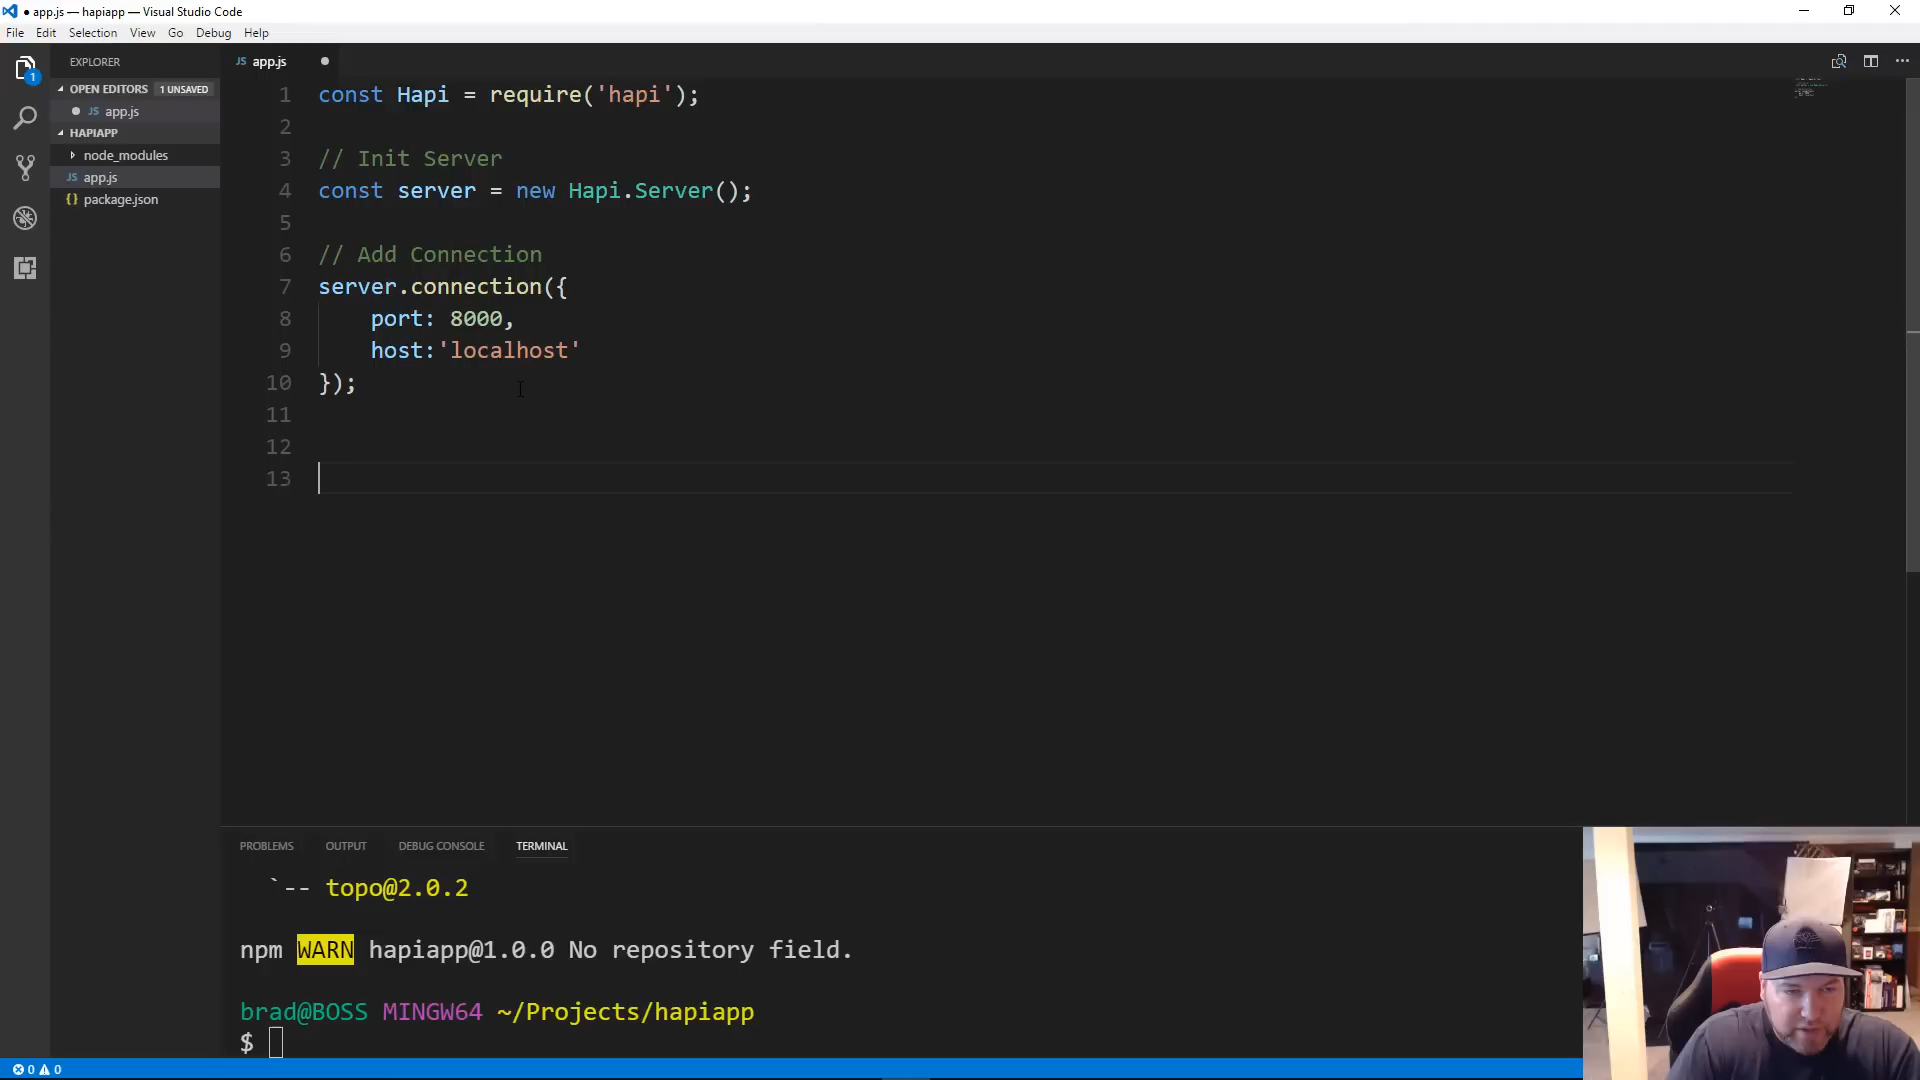 ● app.js — hapiapp — Visual Studio Code
File Edit Selection View Go Debug Help
1
EXPLORER
OPEN EDITORS 1 UNSAVED
● JS app.js
HAPIAPP
node_modules
JS app.js
{} package.json
JS app.js ●
1 const Hapi = require('hapi');
2
3 // Init Server
4 const server = new Hapi.Server();
5
6 // Add Connection
7 server.connection({
8 port: 8000,
9 host:'localhost'
10 });
11
12
13
PROBLEMS OUTPUT DEBUG CONSOLE TERMINAL
`-- topo@2.0.2
npm WARN hapiapp@1.0.0 No repository field.
brad@BOSS MINGW64 ~/Projects/hapiapp
$
0 0